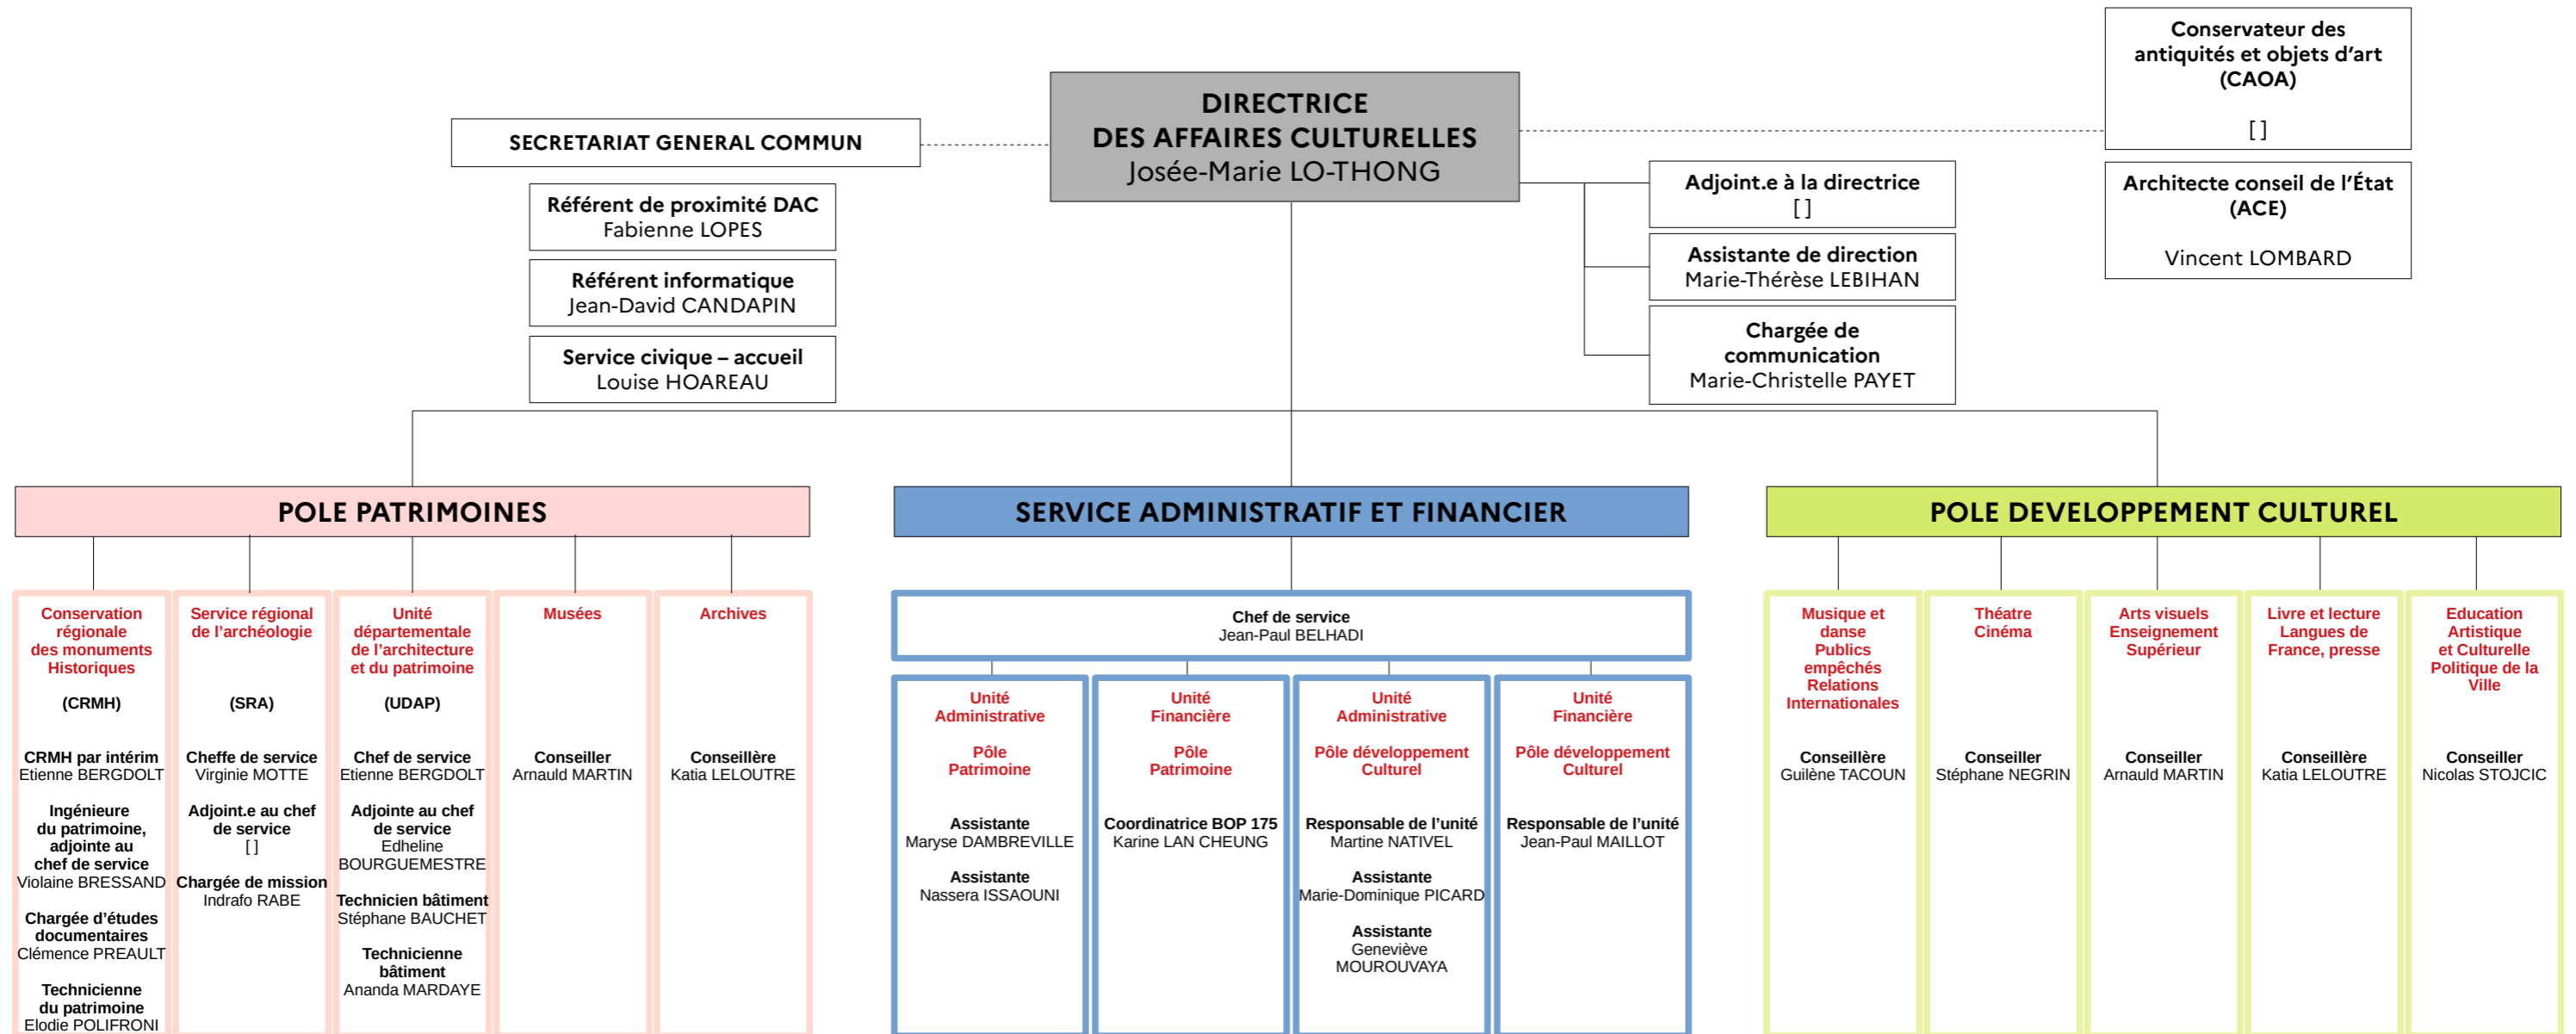 Conservateur des
antiquités et objets d’art
(CAOA)
[ ]
DIRECTRICE
DES AFFAIRES CULTURELLES
Josée-Marie LO-THONG
SECRETARIAT GENERAL COMMUN
Référent de proximité DAC
Fabienne LOPES
Référent informatique
Jean-David CANDAPIN
Service civique – accueil
Louise HOAREAU
Adjoint.e à la directrice
[ ]
Assistante de direction
Marie-Thérèse LEBIHAN
Chargée de
communication
Marie-Christelle PAYET
Architecte conseil de l’État
(ACE)
Vincent LOMBARD
POLE PATRIMOINES
Conservation
régionale
des monuments
Historiques
(CRMH)
CRMH par intérim
Etienne BERGDOLT
Ingénieure
du patrimoine,
adjointe au
chef de service
Violaine BRESSAND
Chargée d’études
documentaires
Clémence PREAULT
Technicienne
du patrimoine
Elodie POLIFRONI
Service régional
de l’archéologie
(SRA)
Cheffe de service
Virginie MOTTE
Adjoint.e au chef
de service
[ ]
Chargée de mission
Indrafo RABE
Unité
départementale
de l’architecture
et du patrimoine
(UDAP)
Chef de service
Etienne BERGDOLT
Adjointe au chef
de service
Edheline
BOURGUEMESTRE
Technicien bâtiment
Stéphane BAUCHET
Technicienne
bâtiment
Ananda MARDAYE
Musées
Conseiller
Arnauld MARTIN
Archives
Conseillère
Katia LELOUTRE
SERVICE ADMINISTRATIF ET FINANCIER
Chef de service
Jean-Paul BELHADI
Unité
Administrative
Pôle
Patrimoine
Assistante
Maryse DAMBREVILLE
Assistante
Nassera ISSAOUNI
Unité
Financière
Pôle
Patrimoine
Coordinatrice BOP 175
Karine LAN CHEUNG
Unité
Administrative
Pôle développement
Culturel
Responsable de l’unité
Martine NATIVEL
Assistante
Marie-Dominique PICARD
Assistante
Geneviève
MOUROUVAYA
Unité
Financière
Pôle développement
Culturel
Responsable de l’unité
Jean-Paul MAILLOT
POLE DEVELOPPEMENT CULTUREL
Musique et
danse
Publics
empêchés
Relations
Internationales
Conseillère
Guilène TACOUN
Théatre
Cinéma
Conseiller
Stéphane NEGRIN
Arts visuels
Enseignement
Supérieur
Conseiller
Arnauld MARTIN
Livre et lecture
Langues de
France, presse
Conseillère
Katia LELOUTRE
Education
Artistique
et Culturelle
Politique de la
Ville
Conseiller
Nicolas STOJCIC